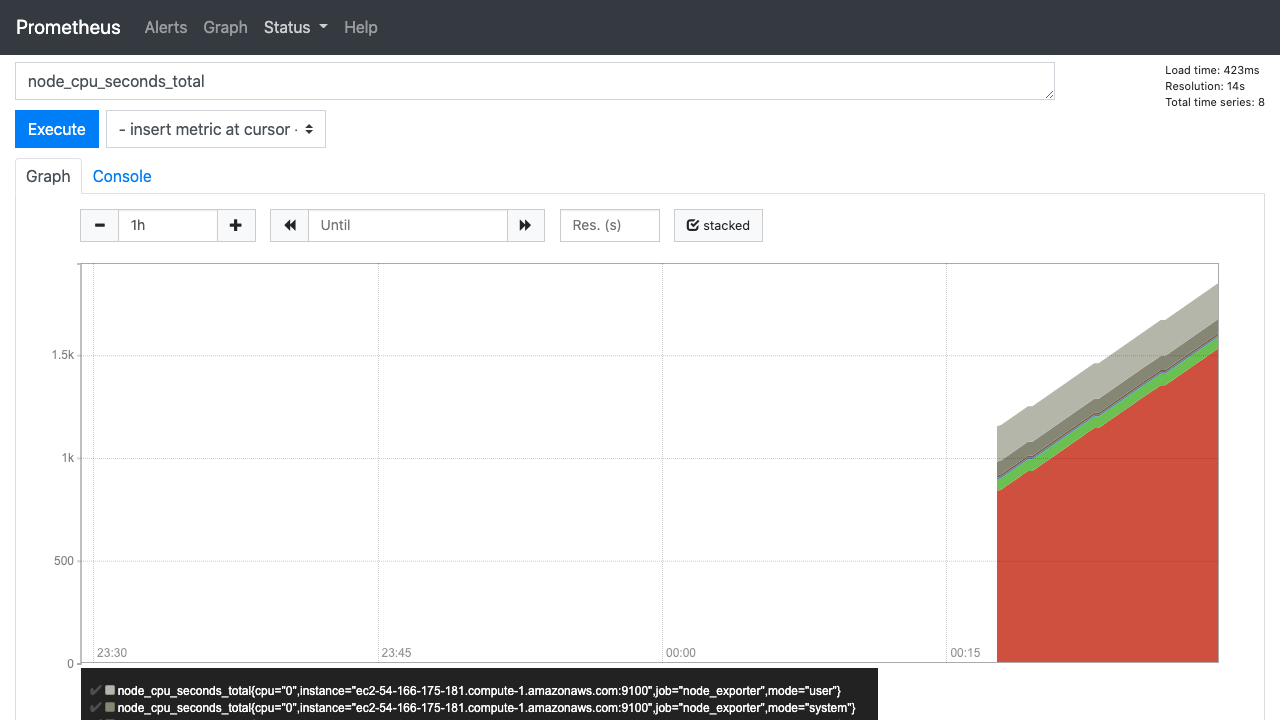 Prometheus Alerts Graph Status Help
node_cpu_seconds_total
Load time: 423ms
Resolution: 14s
Total time series: 8
Execute - insert metric at cursor -
Graph Console
1h Until Res. (s) stacked
1.5k
1k
500
0
23:30 23:45 00:00 00:15
node_cpu_seconds_total{cpu="0",instance="ec2-54-166-175-181.compute-1.amazonaws.com:9100",job="node_exporter",mode="user"}
node_cpu_seconds_total{cpu="0",instance="ec2-54-166-175-181.compute-1.amazonaws.com:9100",job="node_exporter",mode="system"}